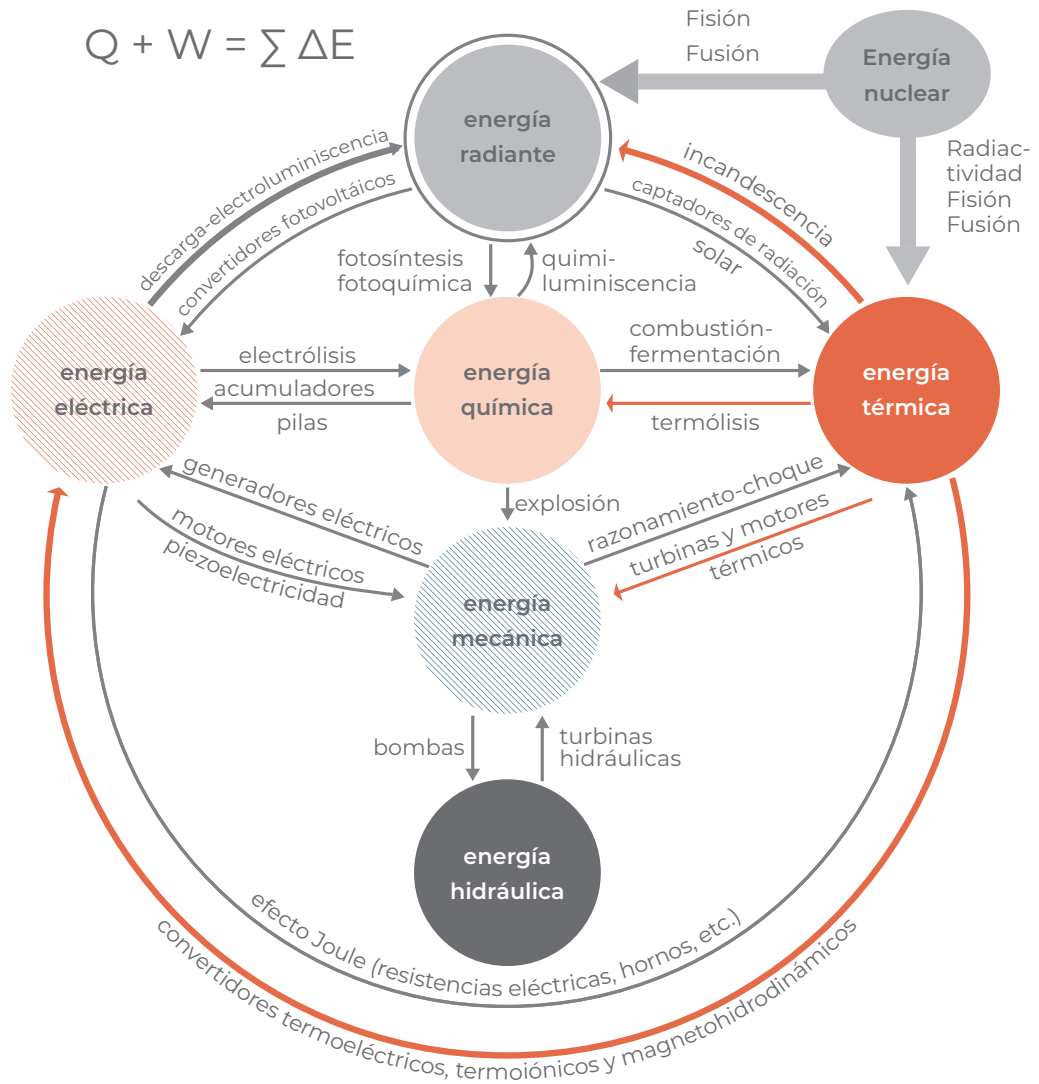 Q + W = ∑ ΔE
Fisión
Fusión
Energía
nuclear
energía
radiante
Radiac-
tividad
Fisión
Fusión
descarga-electroluminiscencia
convertidos fotovoltáicos
incandescencia
captadores de radiación
solar
fotosíntesis
fotoquímica
quimi-
luminiscencia
energía
eléctrica
electrólisis
acumuladores
pilas
energía
química
combustión-
fermentación
termólisis
energía
térmica
generadores eléctricos
motores eléctricos
piezoelectricidad
explosión
razonamiento-choque
turbinas y motores
térmicos
energía
mecánica
bombas
turbinas
hidráulicas
energía
hidráulica
efecto Joule (resistencias eléctricas, hornos, etc.)
convertidores termoeléctricos, termoiónicos y magnetohidrodinámicos